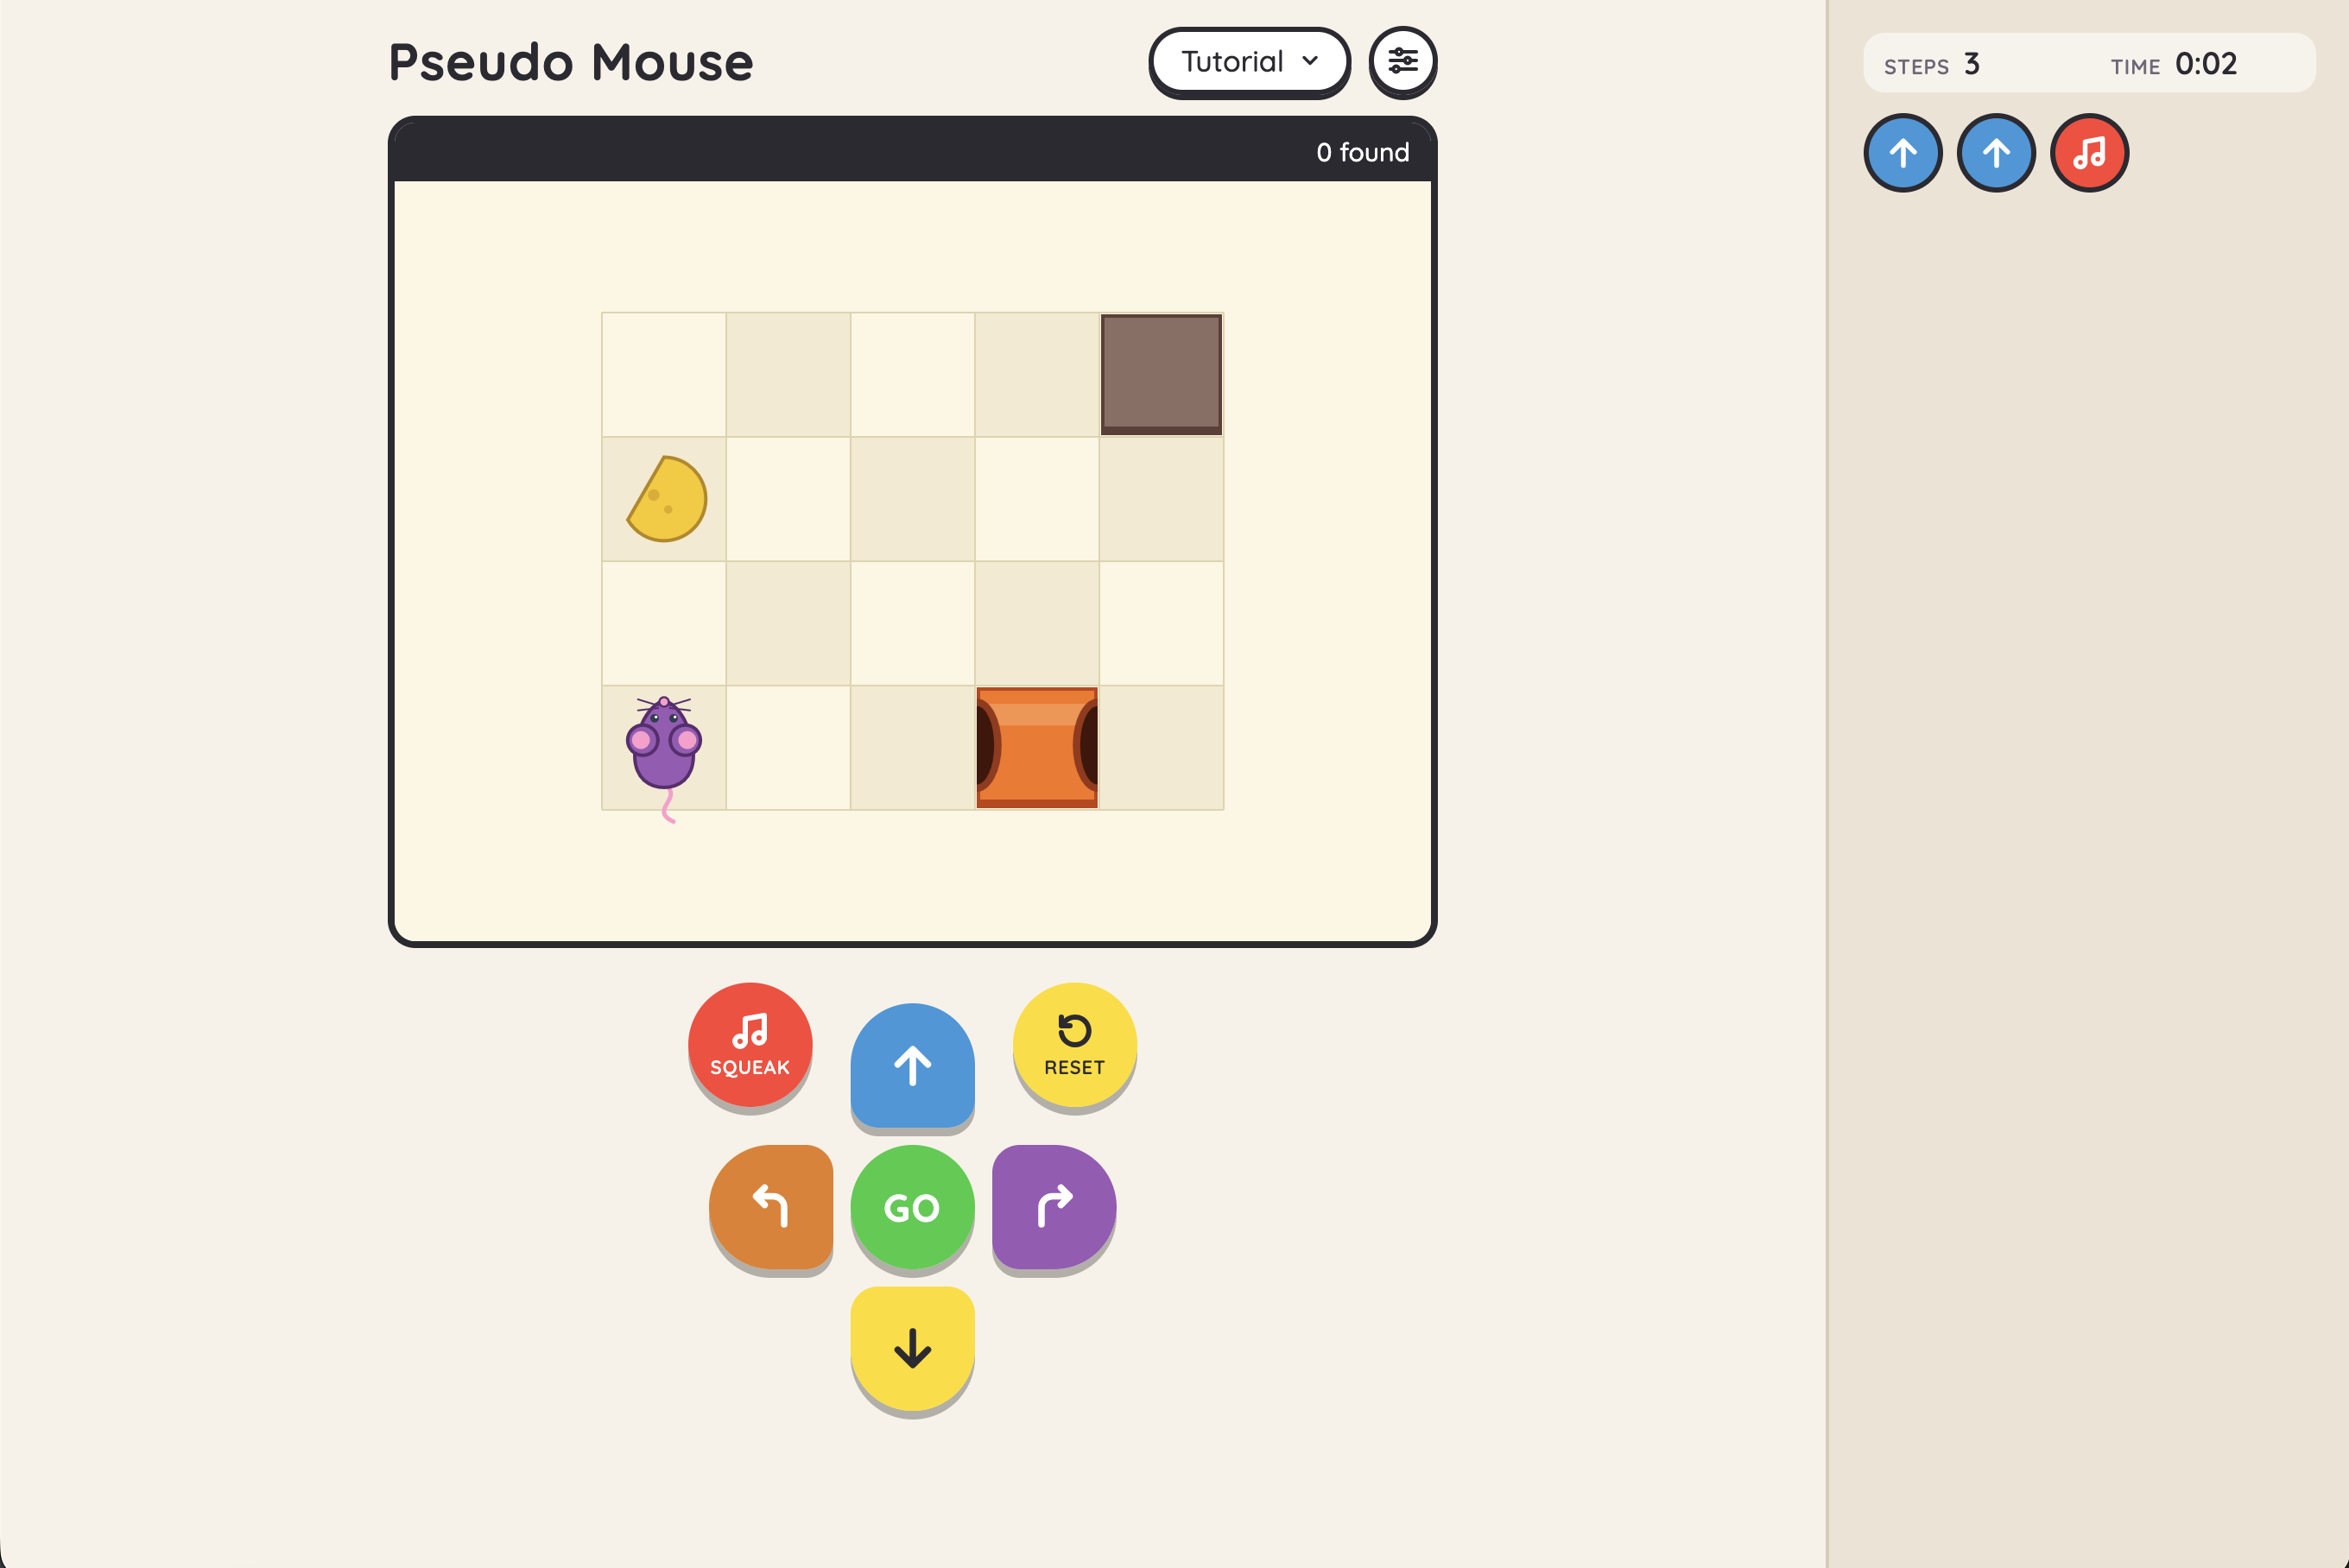 Pseudo Mouse
Tutorial
STEPS 3 TIME 0:02
0 found
SQUEAK
RESET
GO